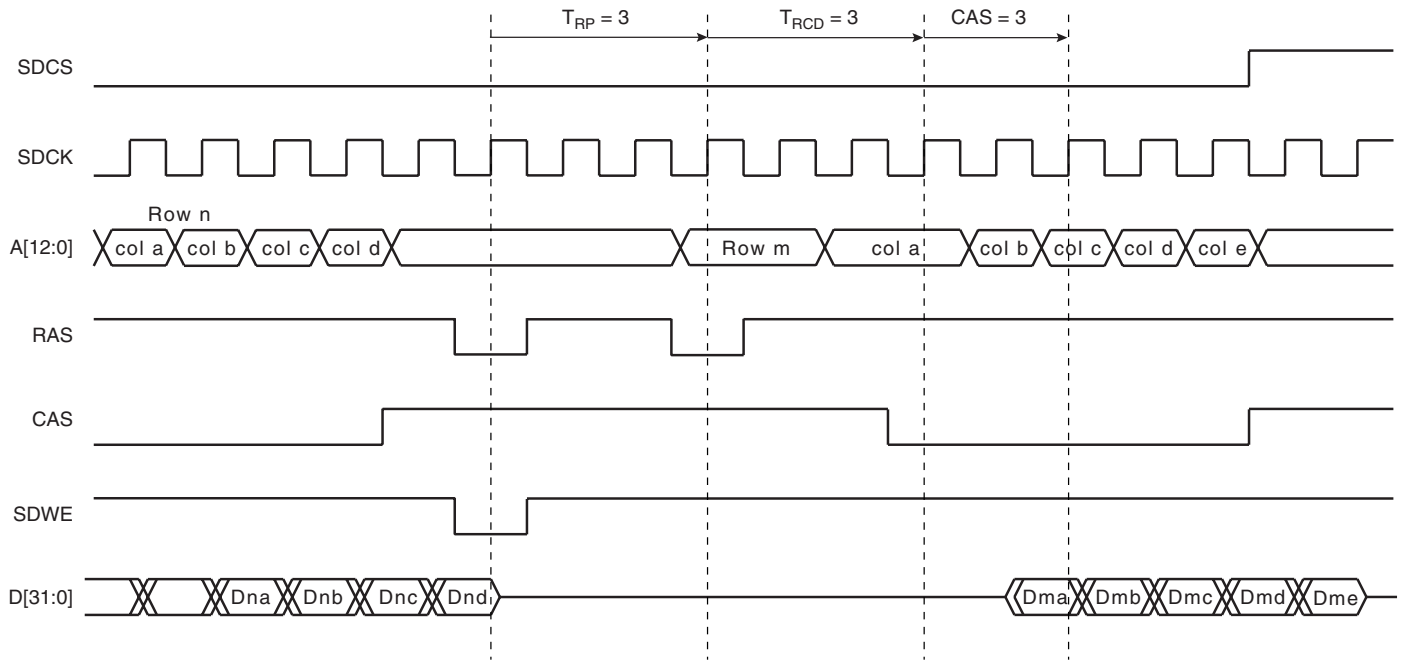 T_RP = 3 T_RCD = 3 CAS = 3
SDCS
SDCK
Row n
A[12:0] col a col b col c col d Row m col a col b col c col d col e
RAS
CAS
SDWE
D[31:0] Dna Dnb Dnc Dnd Dma Dmb Dmc Dmd Dme